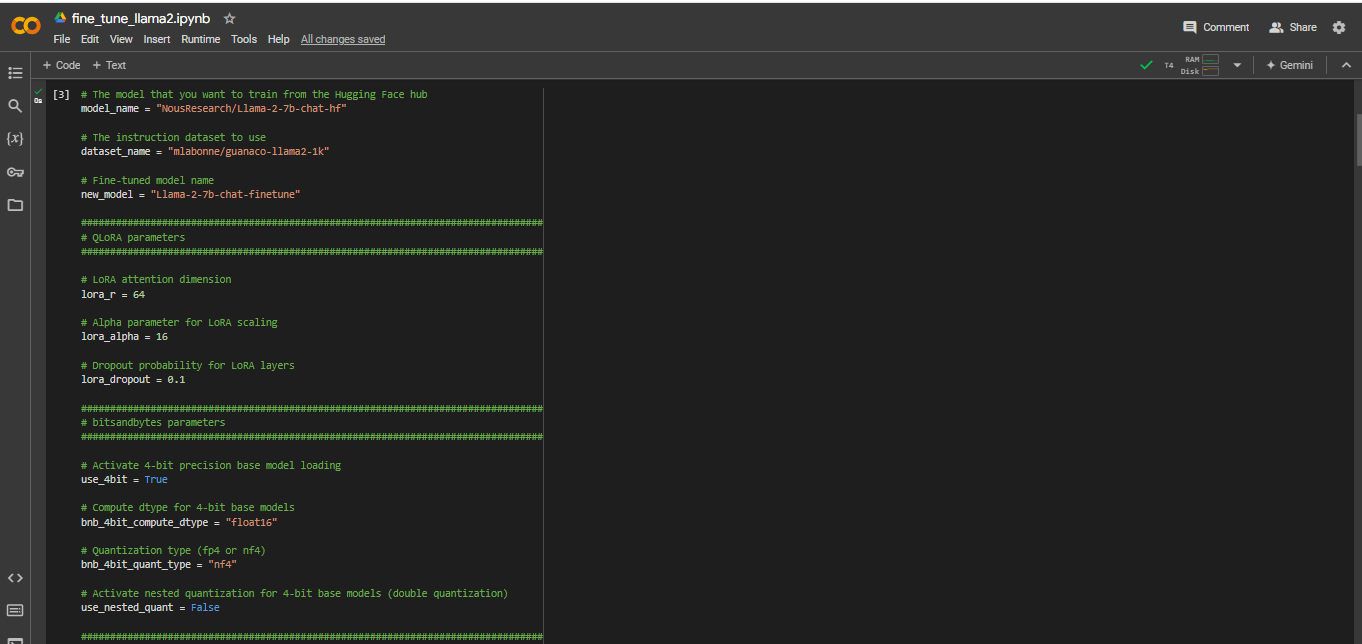 fine_tune_llama2.ipynb
File Edit View Insert Runtime Tools Help All changes saved
Comment Share
+ Code + Text
T4 RAM Disk Gemini
[3] # The model that you want to train from the Hugging Face hub
0s
model_name = "NousResearch/Llama-2-7b-chat-hf"
# The instruction dataset to use
dataset_name = "mlabonne/guanaco-llama2-1k"
# Fine-tuned model name
new_model = "Llama-2-7b-chat-finetune"
################################################################################
# QLoRA parameters
################################################################################
# LoRA attention dimension
lora_r = 64
# Alpha parameter for LoRA scaling
lora_alpha = 16
# Dropout probability for LoRA layers
lora_dropout = 0.1
################################################################################
# bitsandbytes parameters
################################################################################
# Activate 4-bit precision base model loading
use_4bit = True
# Compute dtype for 4-bit base models
bnb_4bit_compute_dtype = "float16"
# Quantization type (fp4 or nf4)
bnb_4bit_quant_type = "nf4"
# Activate nested quantization for 4-bit base models (double quantization)
use_nested_quant = False
################################################################################